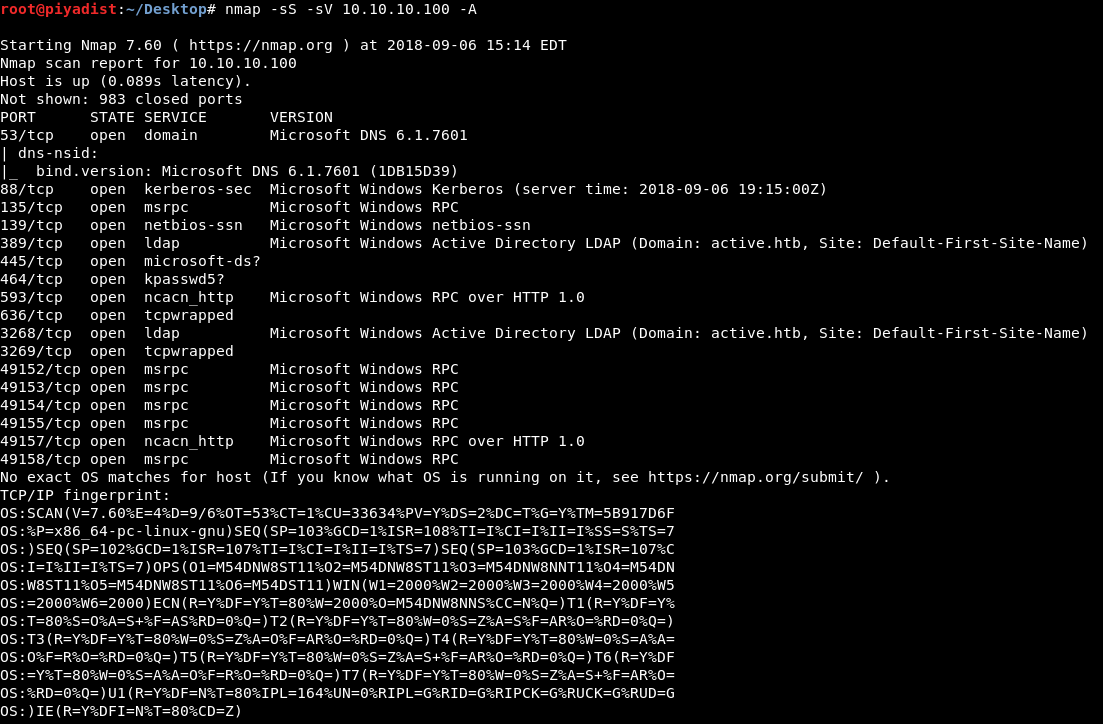 root@piyadist:~/Desktop# nmap -sS -sV 10.10.10.100 -A
Starting Nmap 7.60 ( https://nmap.org ) at 2018-09-06 15:14 EDT
Nmap scan report for 10.10.10.100
Host is up (0.089s latency).
Not shown: 983 closed ports
PORT      STATE SERVICE       VERSION
53/tcp    open  domain        Microsoft DNS 6.1.7601
| dns-nsid:
|_  bind.version: Microsoft DNS 6.1.7601 (1DB15D39)
88/tcp    open  kerberos-sec  Microsoft Windows Kerberos (server time: 2018-09-06 19:15:00Z)
135/tcp   open  msrpc         Microsoft Windows RPC
139/tcp   open  netbios-ssn   Microsoft Windows netbios-ssn
389/tcp   open  ldap          Microsoft Windows Active Directory LDAP (Domain: active.htb, Site: Default-First-Site-Name)
445/tcp   open  microsoft-ds?
464/tcp   open  kpasswd5?
593/tcp   open  ncacn_http    Microsoft Windows RPC over HTTP 1.0
636/tcp   open  tcpwrapped
3268/tcp  open  ldap          Microsoft Windows Active Directory LDAP (Domain: active.htb, Site: Default-First-Site-Name)
3269/tcp  open  tcpwrapped
49152/tcp open  msrpc         Microsoft Windows RPC
49153/tcp open  msrpc         Microsoft Windows RPC
49154/tcp open  msrpc         Microsoft Windows RPC
49155/tcp open  msrpc         Microsoft Windows RPC
49157/tcp open  ncacn_http    Microsoft Windows RPC over HTTP 1.0
49158/tcp open  msrpc         Microsoft Windows RPC
No exact OS matches for host (If you know what OS is running on it, see https://nmap.org/submit/ ).
TCP/IP fingerprint:
OS:SCAN(V=7.60%E=4%D=9/6%OT=53%CT=1%CU=33634%PV=Y%DS=2%DC=T%G=Y%TM=5B917D6F
OS:%P=x86_64-pc-linux-gnu)SEQ(SP=103%GCD=1%ISR=108%TI=I%CI=I%II=I%SS=S%TS=7
OS:)SEQ(SP=102%GCD=1%ISR=107%TI=I%CI=I%II=I%TS=7)SEQ(SP=103%GCD=1%ISR=107%C
OS:I=I%II=I%TS=7)OPS(O1=M54DNW8ST11%O2=M54DNW8ST11%O3=M54DNW8NNT11%O4=M54DN
OS:W8ST11%O5=M54DNW8ST11%O6=M54DST11)WIN(W1=2000%W2=2000%W3=2000%W4=2000%W5
OS:=2000%W6=2000)ECN(R=Y%DF=Y%T=80%W=2000%O=M54DNW8NNS%CC=N%Q=)T1(R=Y%DF=Y%
OS:T=80%S=O%A=S+%F=AS%RD=0%Q=)T2(R=Y%DF=Y%T=80%W=0%S=Z%A=S%F=AR%O=%RD=0%Q=)
OS:T3(R=Y%DF=Y%T=80%W=0%S=Z%A=O%F=AR%O=%RD=0%Q=)T4(R=Y%DF=Y%T=80%W=0%S=A%A=
OS:O%F=R%O=%RD=0%Q=)T5(R=Y%DF=Y%T=80%W=0%S=Z%A=S+%F=AR%O=%RD=0%Q=)T6(R=Y%DF
OS:=Y%T=80%W=0%S=A%A=O%F=R%O=%RD=0%Q=)T7(R=Y%DF=Y%T=80%W=0%S=Z%A=S+%F=AR%O=
OS:%RD=0%Q=)U1(R=Y%DF=N%T=80%IPL=164%UN=0%RIPL=G%RID=G%RIPCK=G%RUCK=G%RUD=G
OS:)IE(R=Y%DFI=N%T=80%CD=Z)